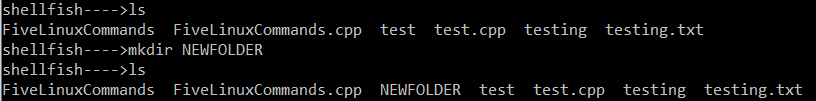 shellfish---->ls
FiveLinuxCommands  FiveLinuxCommands.cpp  test  test.cpp  testing  testing.txt
shellfish---->mkdir NEWFOLDER
shellfish---->ls
FiveLinuxCommands  FiveLinuxCommands.cpp  NEWFOLDER  test  test.cpp  testing  testing.txt